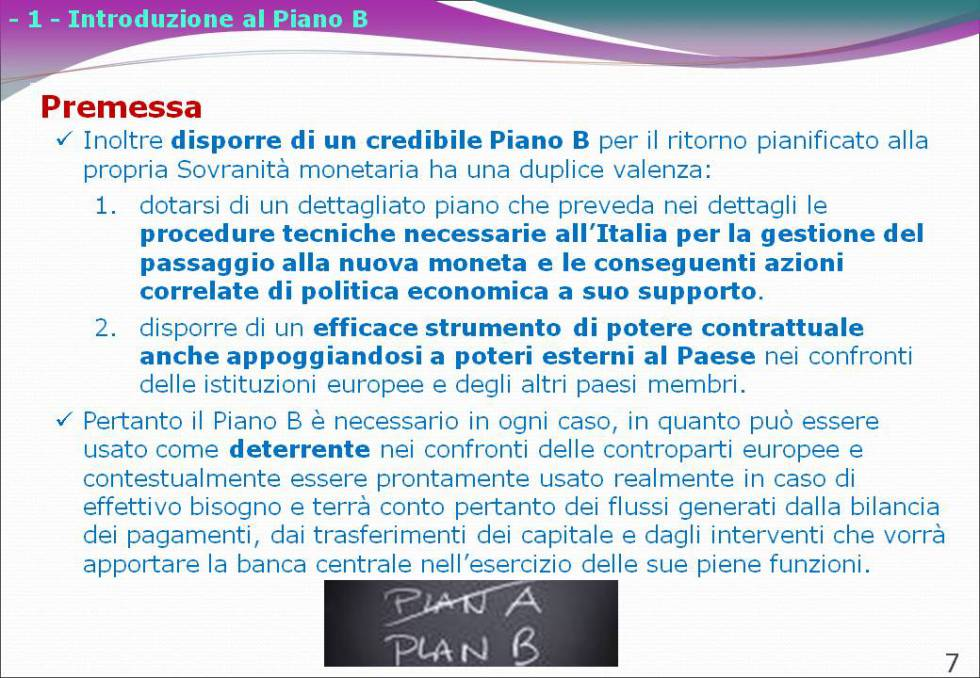 - 1 - Introduzione al Piano B
Premessa
✓ Inoltre disporre di un credibile Piano B per il ritorno pianificato alla
propria Sovranità monetaria ha una duplice valenza:
1. dotarsi di un dettagliato piano che preveda nei dettagli le
procedure tecniche necessarie all'Italia per la gestione del
passaggio alla nuova moneta e le conseguenti azioni
correlate di politica economica a suo supporto.
2. disporre di un efficace strumento di potere contrattuale
anche appoggiandosi a poteri esterni al Paese nei confronti
delle istituzioni europee e degli altri paesi membri.
✓ Pertanto il Piano B è necessario in ogni caso, in quanto può essere
usato come deterrente nei confronti delle controparti europee e
contestualmente essere prontamente usato realmente in caso di
effettivo bisogno e terrà conto pertanto dei flussi generati dalla bilancia
dei pagamenti, dai trasferimenti dei capitale e dagli interventi che vorrà
apportare la banca centrale nell'esercizio delle sue piene funzioni.
PLAN A
PLAN B
7